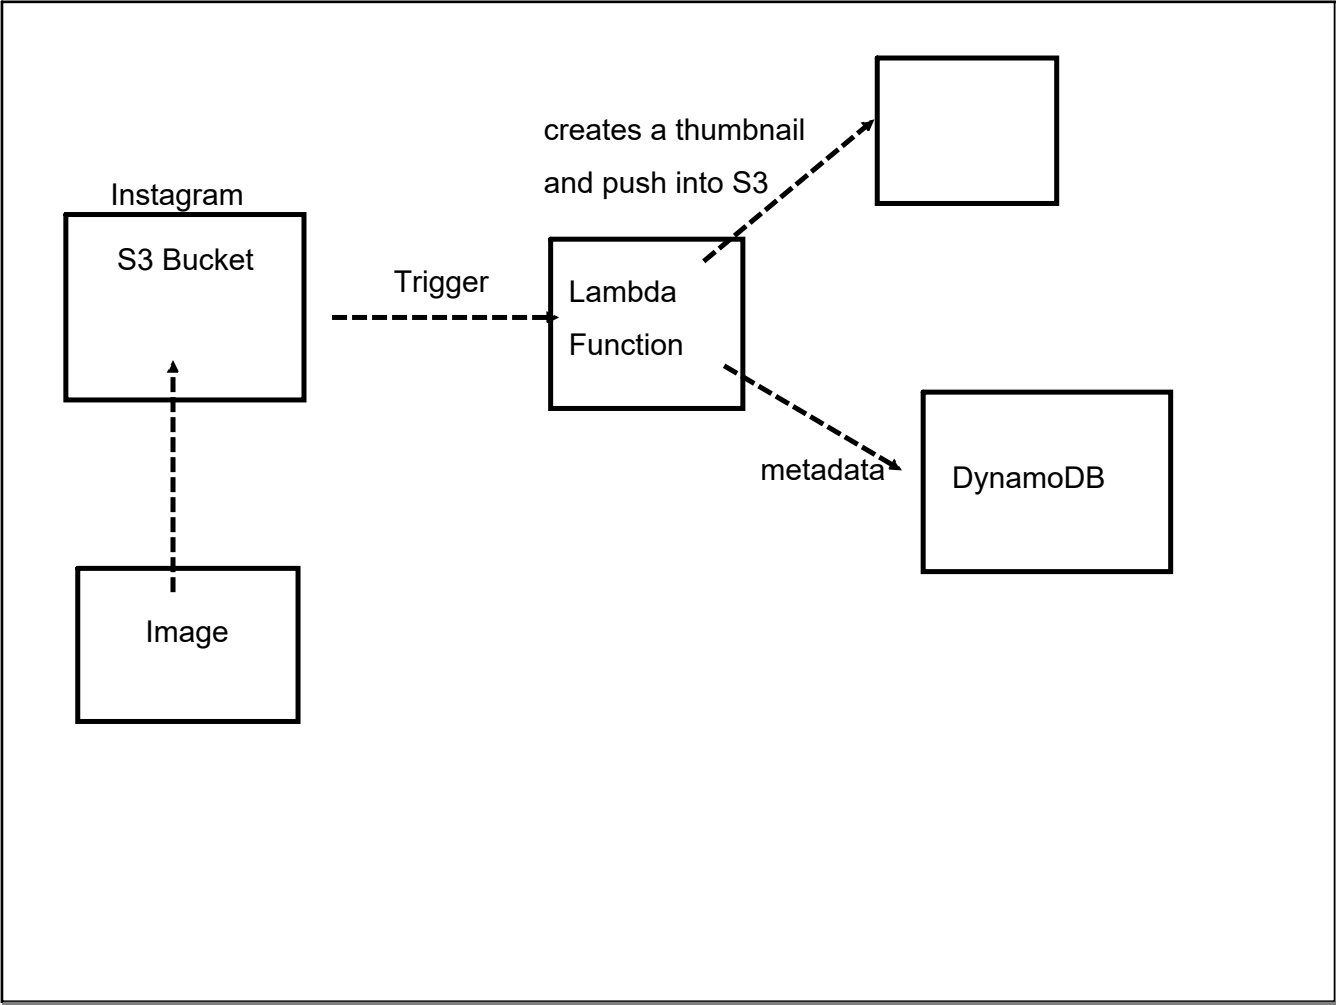 creates a thumbnail
and push into S3
Instagram
S3 Bucket
Trigger
Lambda
Function
metadata
DynamoDB
Image